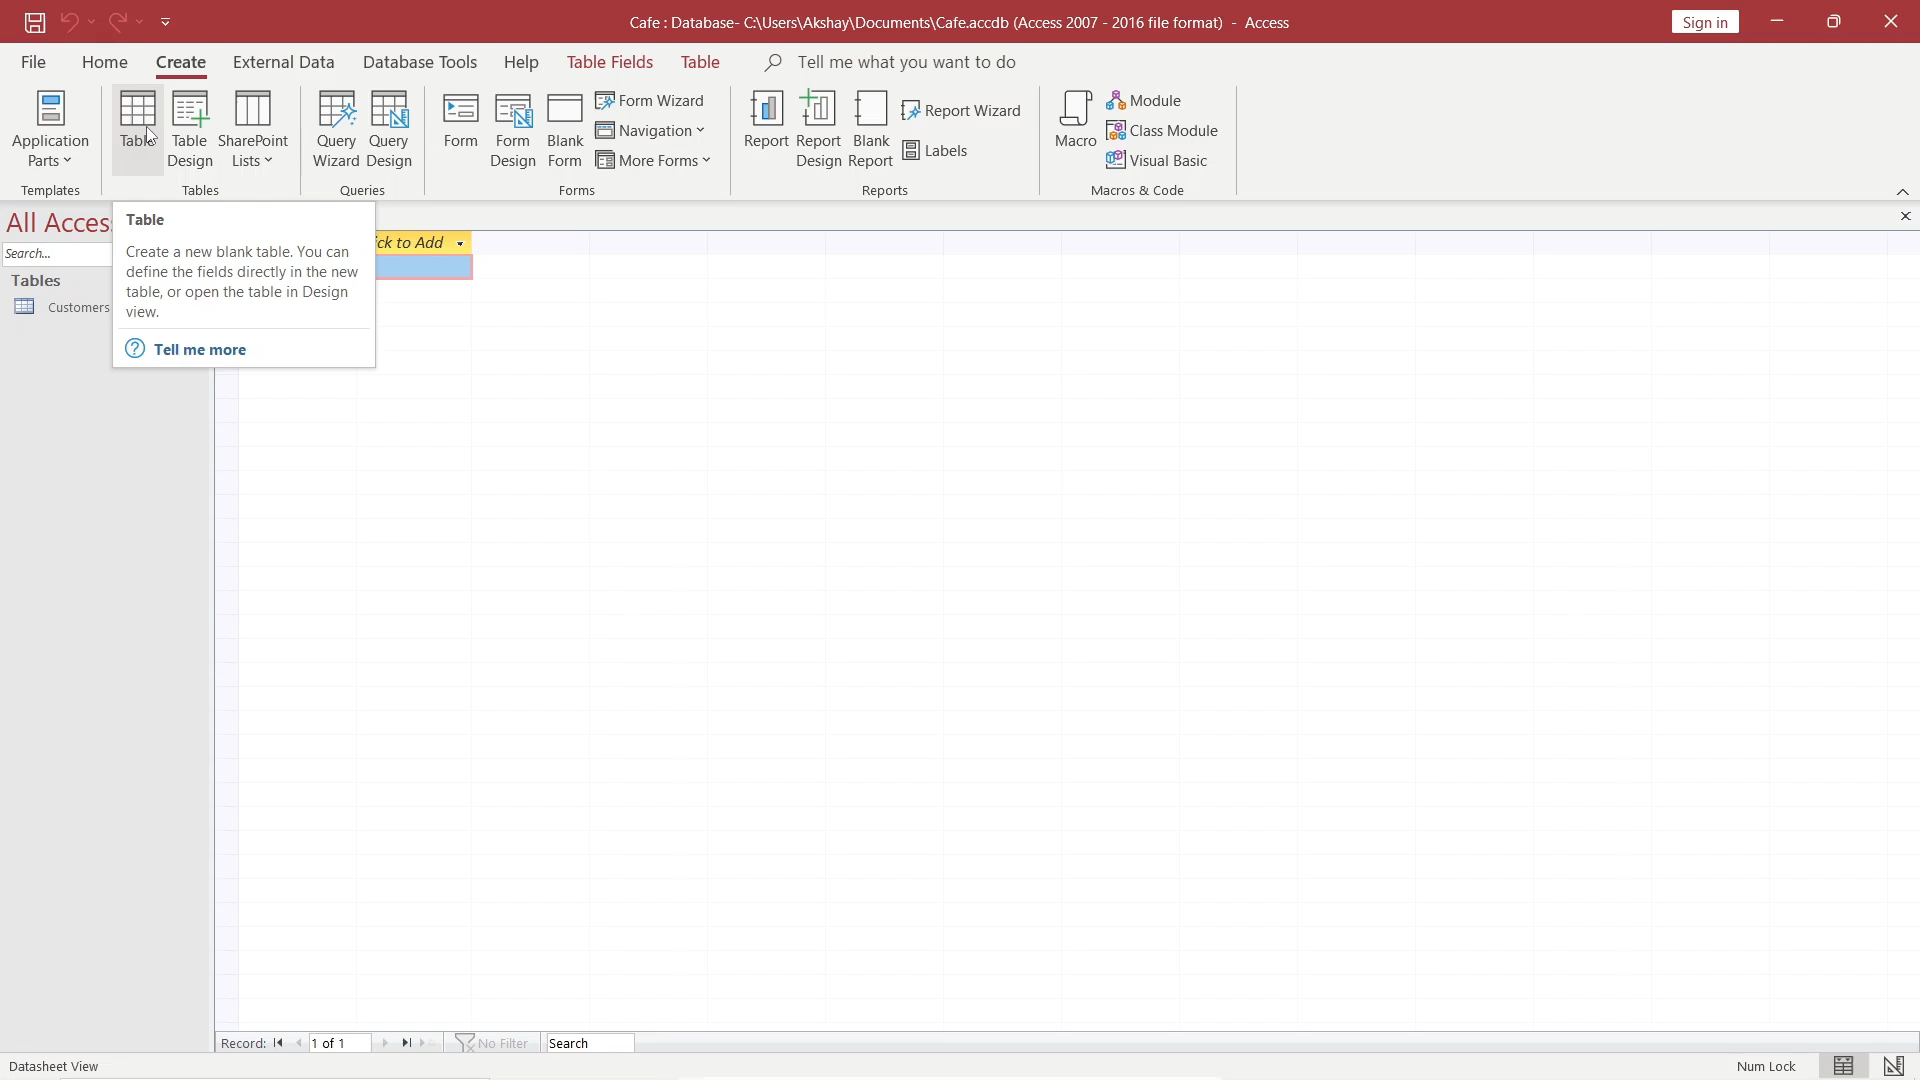 Cafe : Database- C:\Users\Akshay\Documents\Cafe.accdb (Access 2007 - 2016 file format) - Access
Sign in
File Home Create External Data Database Tools Help Table Fields Table Tell me what you want to do
Application Parts
Templates
Table
Table Design
SharePoint Lists
Tables
Query Wizard
Query Design
Queries
Form
Form Design
Blank Form
Form Wizard
Navigation
More Forms
Forms
Report
Report Design
Blank Report
Report Wizard
Labels
Reports
Macro
Module
Class Module
Visual Basic
Macros & Code
All Acces
Search...
Tables
Customers
Table
Create a new blank table. You can
define the fields directly in the new
table, or open the table in Design
view.
Tell me more
ick to Add
Record: 1 of 1 No Filter Search
Datasheet View
Num Lock